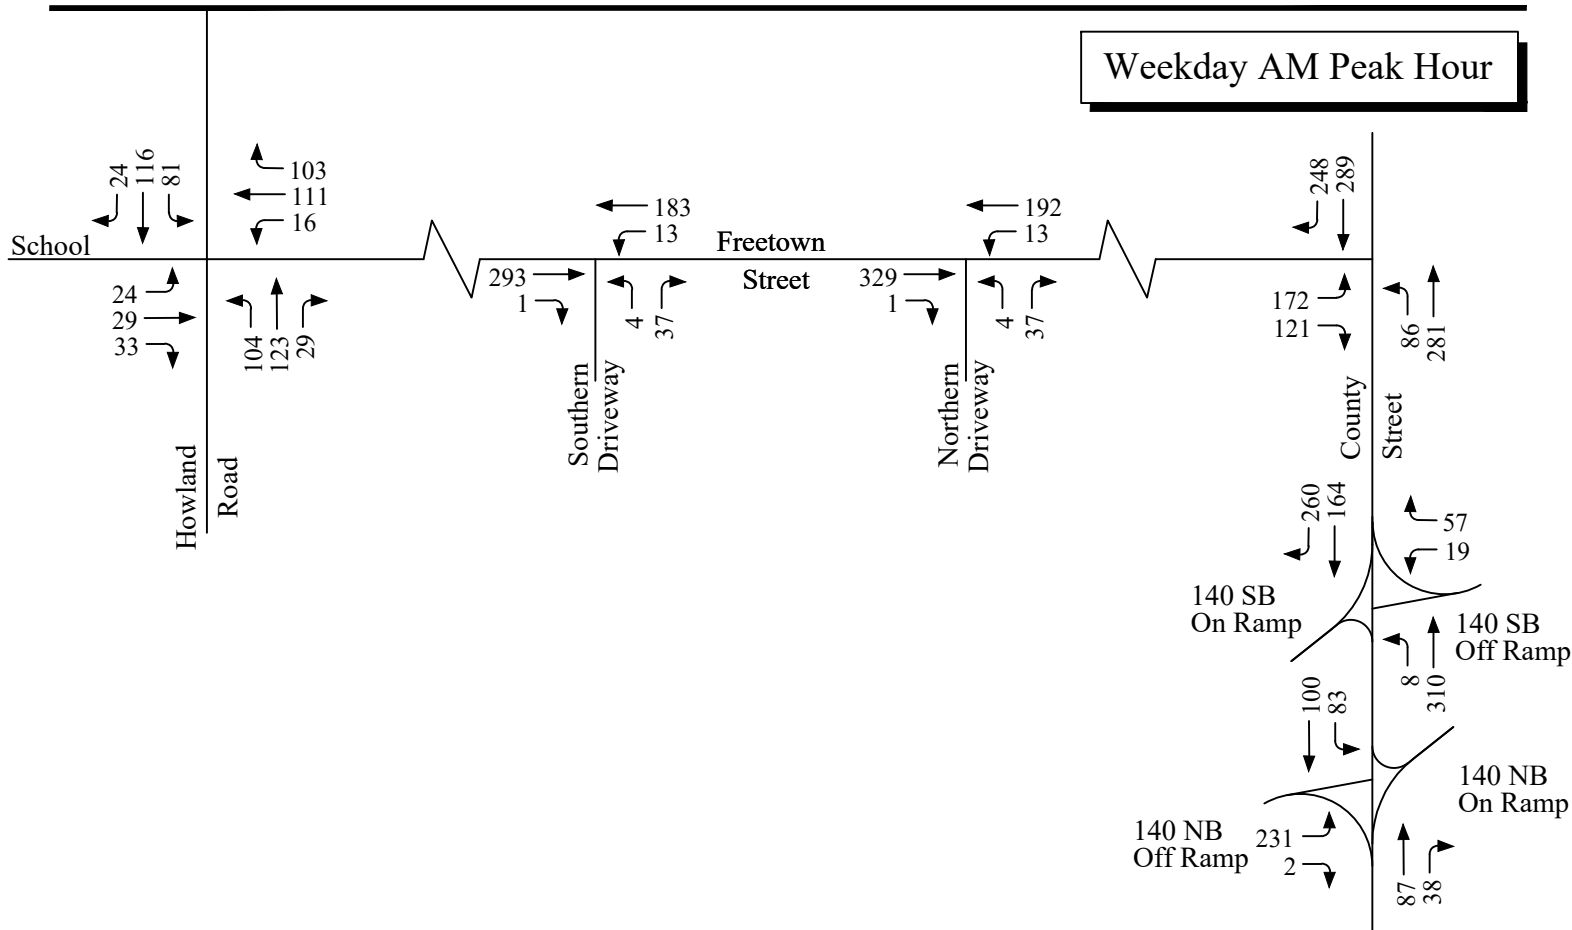 Weekday AM Peak Hour
24
116
81
103
111
16
School
24
29
33
104
123
29
Howland
Road
183
13
293
1
4
37
Southern
Driveway
Freetown
Street
192
13
329
1
4
37
Northern
Driveway
248
289
172
121
86
281
County
Street
260
164
57
19
140 SB
On Ramp
140 SB
Off Ramp
8
310
100
83
140 NB
On Ramp
140 NB
Off Ramp
231
2
87
38